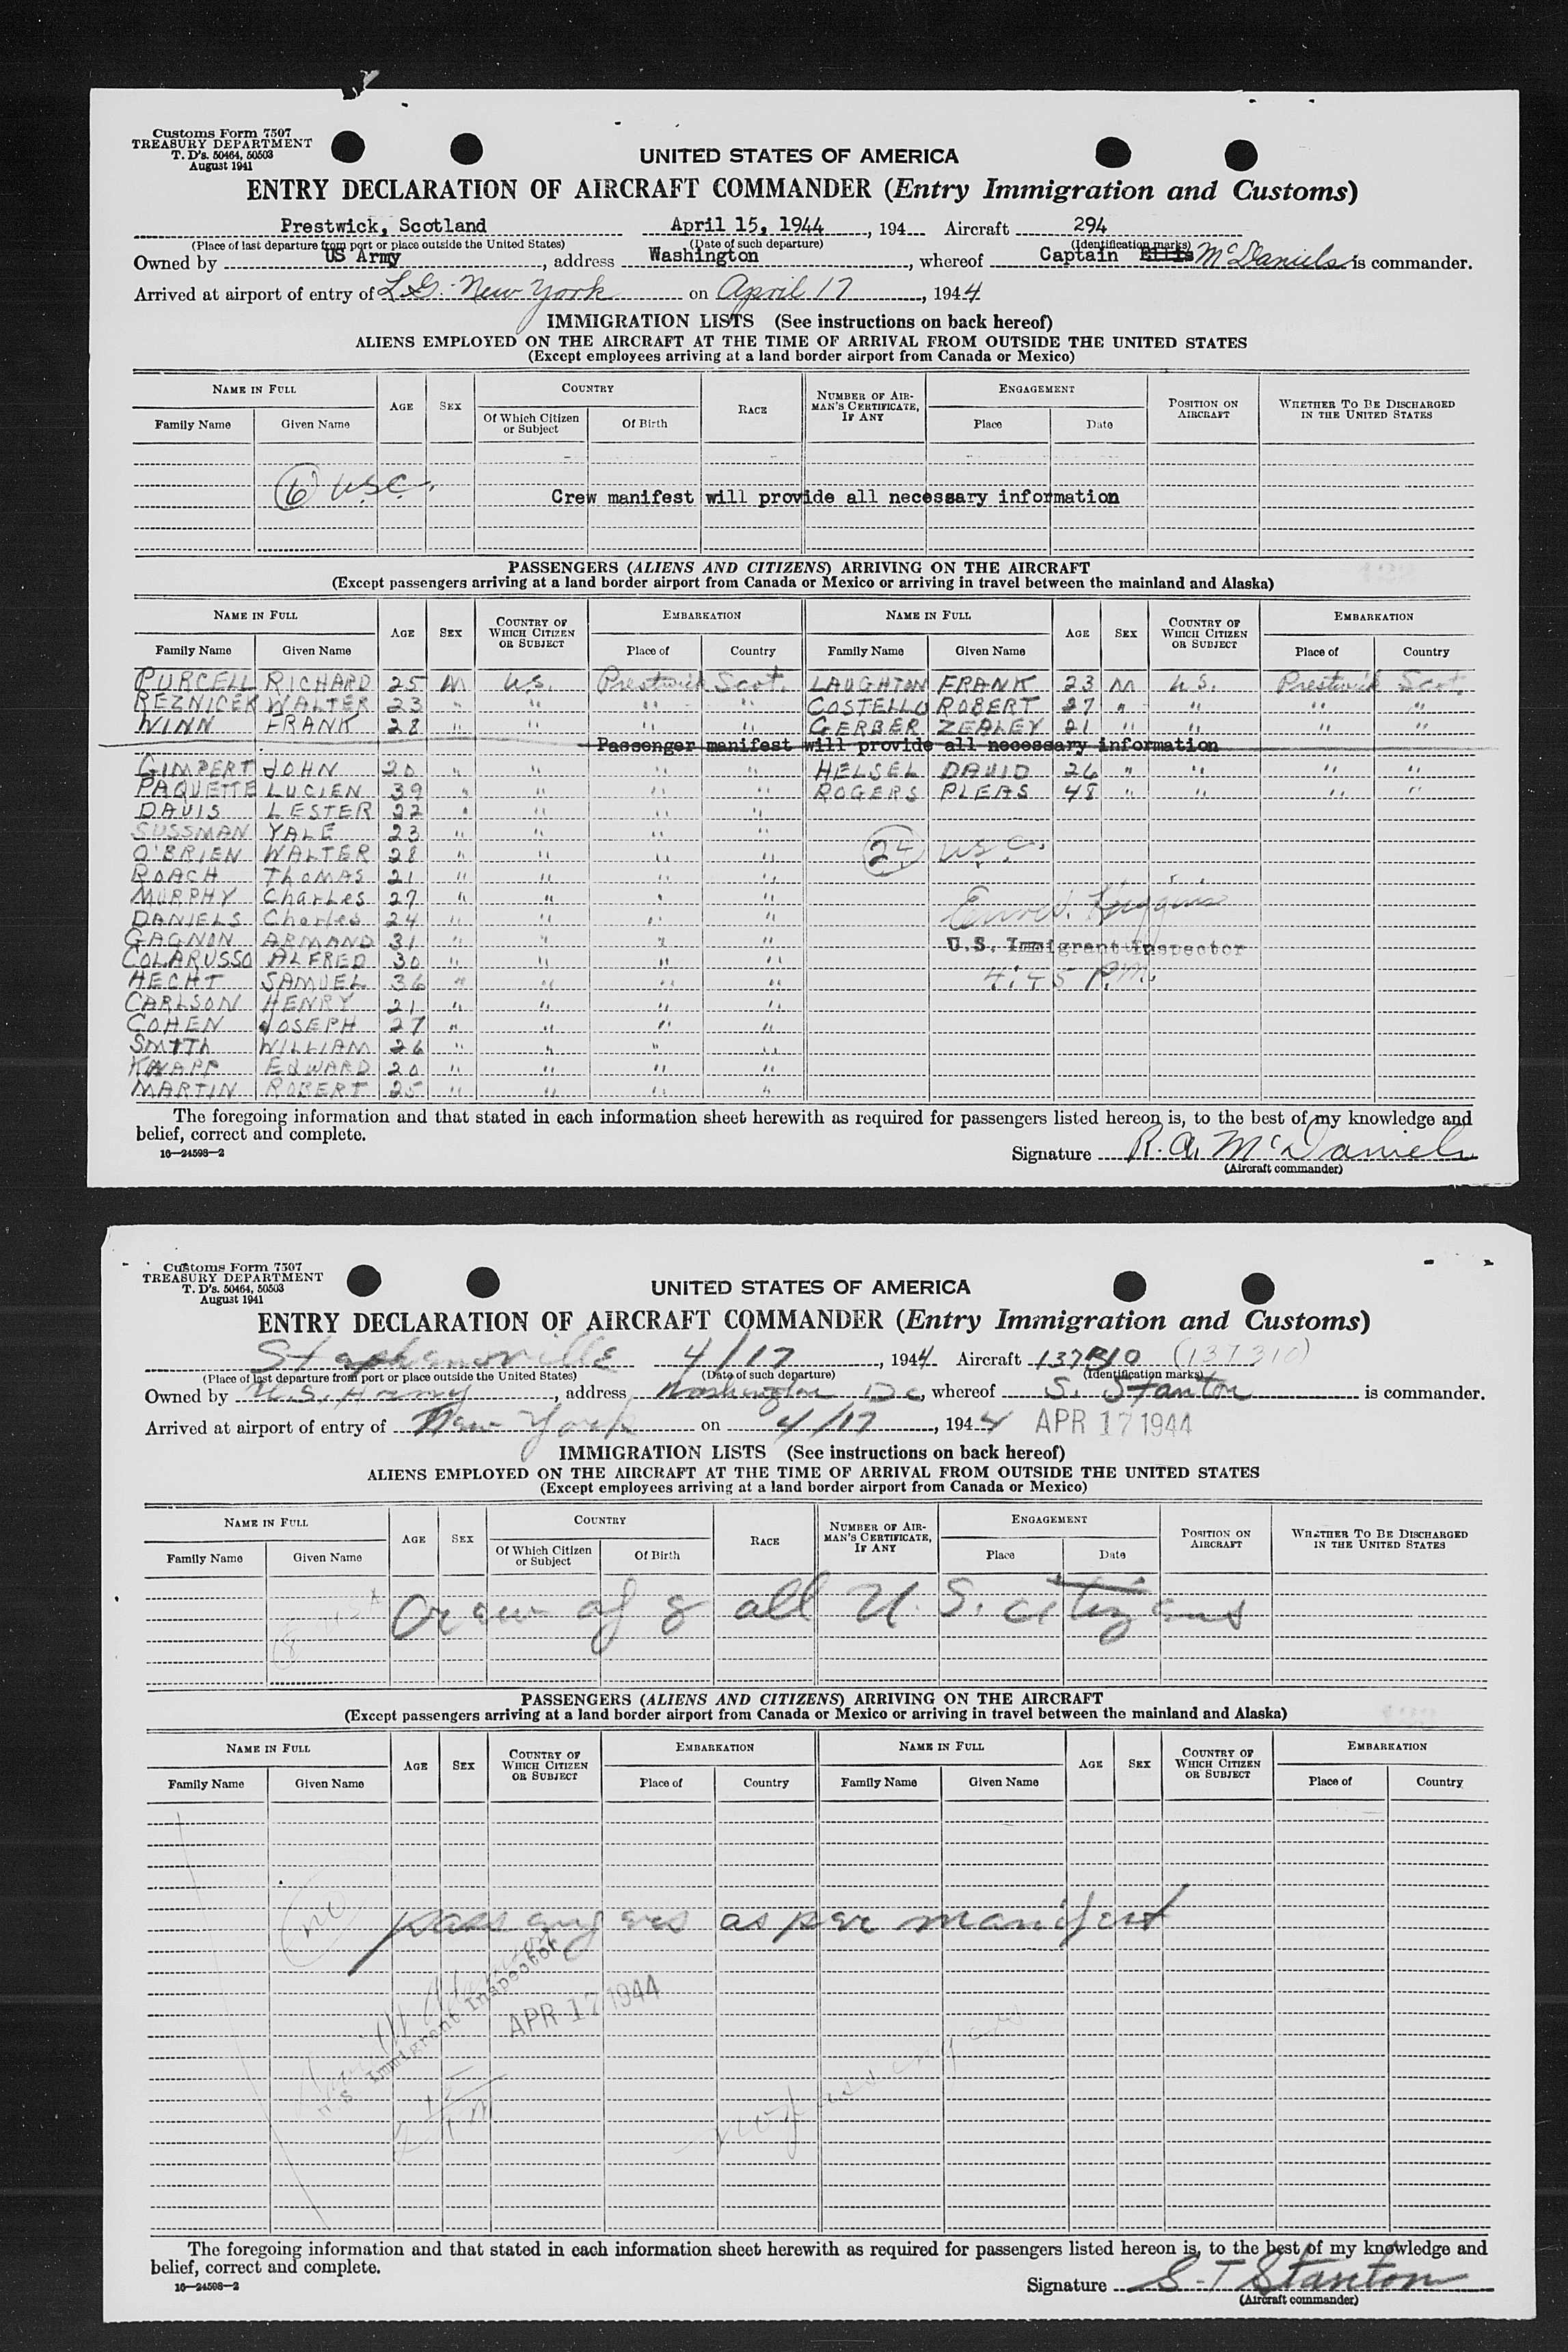 Customs Form 7507
TREASURY DEPARTMENT
T. D's. 50464, 50503
August 1941
UNITED STATES OF AMERICA
ENTRY DECLARATION OF AIRCRAFT COMMANDER (Entry Immigration and Customs)
Prestwick, Scotland April 15, 1944, 194 Aircraft 294
(Place of last departure from port or place outside the United States) (Date of such departure) (Identification marks)
Owned by US Army, address Washington, whereof Captain Ellis McDaniels is commander.
Arrived at airport of entry of L.G. New York on April 17, 1944
IMMIGRATION LISTS (See instructions on back hereof)
ALIENS EMPLOYED ON THE AIRCRAFT AT THE TIME OF ARRIVAL FROM OUTSIDE THE UNITED STATES
(Except employees arriving at a land border airport from Canada or Mexico)
NAME IN FULL AGE SEX COUNTRY RACE NUMBER OF AIRMAN'S CERTIFICATE, IF ANY ENGAGEMENT POSITION ON AIRCRAFT WHETHER TO BE DISCHARGED IN THE UNITED STATES
Family Name Given Name Of Which Citizen or Subject Of Birth Place Date
6 USC.
Crew manifest will provide all necessary information
PASSENGERS (ALIENS AND CITIZENS) ARRIVING ON THE AIRCRAFT
(Except passengers arriving at a land border airport from Canada or Mexico or arriving in travel between the mainland and Alaska)
NAME IN FULL AGE SEX COUNTRY OF WHICH CITIZEN OR SUBJECT EMBARKATION NAME IN FULL AGE SEX COUNTRY OF WHICH CITIZEN OR SUBJECT EMBARKATION
Family Name Given Name Place of Country Family Name Given Name Place of Country
PURCELL RICHARD 25 M U.S. Prestwick Scot. LAUGHTON FRANK 23 M U.S. Prestwick Scot.
REZNICEK WALTER 23 " " " " COSTELLO ROBERT 27 " " " "
WINN FRANK 28 " " " " GERBER ZEALEY 21 " " " "
Passenger manifest will provide all necessary information
GIMPERT JOHN 20 " " " " HELSEL DAVID 26 " " " "
PAQUETTE LUCIEN 39 " " " " ROGERS PLEAS 48 " " " "
DAVIS LESTER 22 " " " "
SUSSMAN YALE 23 " " " "
O'BRIEN WALTER 28 " " " " 24 USC.
ROACH THOMAS 21 " " " "
MURPHY CharLes 27 " " " "
DANIELS Charles 24 " " " "
GAGNON ARMAND 31 " " " " U.S. Immigrant Inspector
COLARUSSO ALFRED 30 " " " "
HECHT SAMUEL 36 " " " " 4:45 P.M.
CARLSON HENRY 21 " " " "
COHEN JOSEPH 27 " " " "
SMITH WILLIAM 26 " " " "
KNAPP EDWARD 20 " " " "
MARTIN ROBERT 25 " " " "
The foregoing information and that stated in each information sheet herewith as required for passengers listed hereon is, to the best of my knowledge and
belief, correct and complete.
16—24598-2 Signature R. A. McDaniels
(Aircraft commander)
Customs Form 7507
TREASURY DEPARTMENT
T. D's. 50464, 50503
August 1941
UNITED STATES OF AMERICA
ENTRY DECLARATION OF AIRCRAFT COMMANDER (Entry Immigration and Customs)
Stephenville 4/17, 1944 Aircraft 137310 (137310)
(Place of last departure from port or place outside the United States) (Date of such departure) (Identification marks)
Owned by U.S. Army, address Washington Dc, whereof S. Stanton is commander.
Arrived at airport of entry of New York on 4/17, 1944 APR 17 1944
IMMIGRATION LISTS (See instructions on back hereof)
ALIENS EMPLOYED ON THE AIRCRAFT AT THE TIME OF ARRIVAL FROM OUTSIDE THE UNITED STATES
(Except employees arriving at a land border airport from Canada or Mexico)
NAME IN FULL AGE SEX COUNTRY RACE NUMBER OF AIRMAN'S CERTIFICATE, IF ANY ENGAGEMENT POSITION ON AIRCRAFT WHETHER TO BE DISCHARGED IN THE UNITED STATES
Family Name Given Name Of Which Citizen or Subject Of Birth Place Date
8 USA Crew of 8 all U.S. citizens
PASSENGERS (ALIENS AND CITIZENS) ARRIVING ON THE AIRCRAFT
(Except passengers arriving at a land border airport from Canada or Mexico or arriving in travel between the mainland and Alaska)
NAME IN FULL AGE SEX COUNTRY OF WHICH CITIZEN OR SUBJECT EMBARKATION NAME IN FULL AGE SEX COUNTRY OF WHICH CITIZEN OR SUBJECT EMBARKATION
Family Name Given Name Place of Country Family Name Given Name Place of Country
no passengers as per manifest
U.S. Immigrant Inspector
APR 17 1944
no passengers
The foregoing information and that stated in each information sheet herewith as required for passengers listed hereon is, to the best of my knowledge and
belief, correct and complete.
16—24598-2 Signature S. T Stanton
(Aircraft commander)